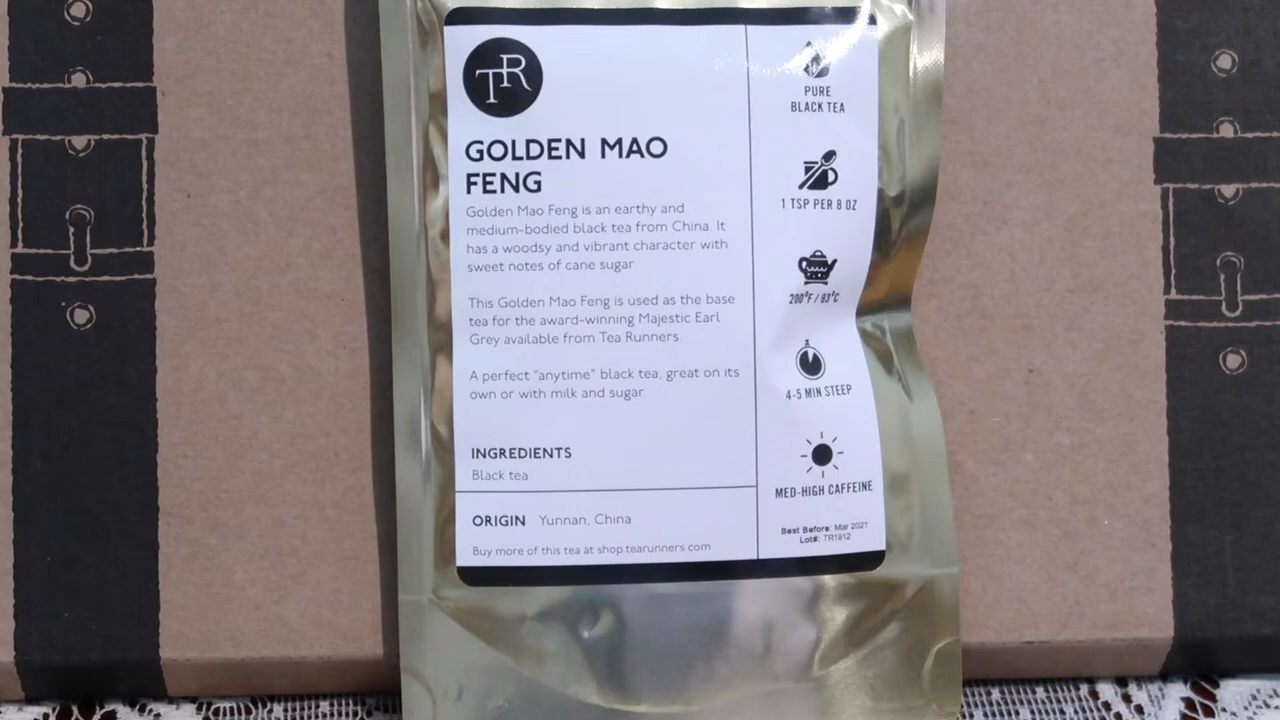 TR
GOLDEN MAO
FENG
Golden Mao Feng is an earthy and
medium-bodied black tea from China. It
has a woodsy and vibrant character with
sweet notes of cane sugar
This Golden Mao Feng is used as the base
tea for the award-winning Majestic Earl
Grey available from Tea Runners.
A perfect "anytime" black tea, great on its
own or with milk and sugar
INGREDIENTS
Black tea
ORIGIN Yunnan, China
Buy more of this tea at shop.tearunners.com
PURE
BLACK TEA
1 TSP PER 8 OZ
200°F / 93°C
4-5 MIN STEEP
MED-HIGH CAFFEINE
Best Before: Mar 2021
Lot#: TR1912